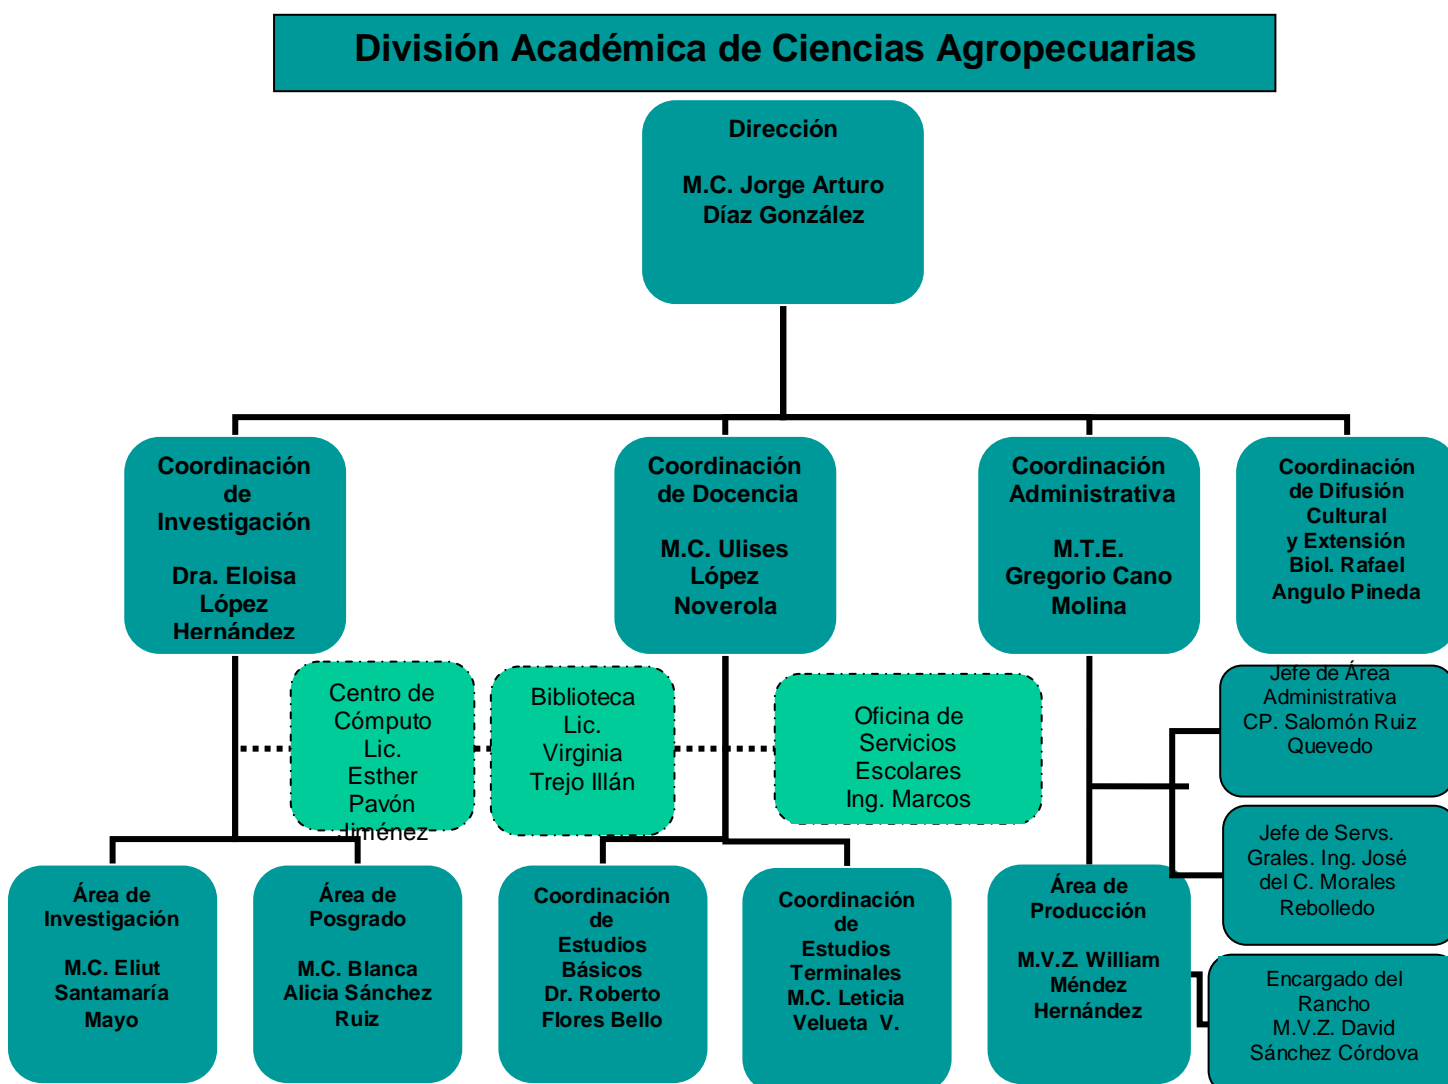 División Académica de Ciencias Agropecuarias
Dirección
M.C. Jorge Arturo
Díaz González
Coordinación
de
Investigación
Dra. Eloisa
López
Hernández
Coordinación
de Docencia
M.C. Ulises
López
Noverola
Coordinación
Administrativa
M.T.E.
Gregorio Cano
Molina
Coordinación
de Difusión
Cultural
y Extensión
Biol. Rafael
Angulo Pineda
Centro de
Cómputo
Lic.
Esther
Pavón
Jiménez
Biblioteca
Lic.
Virginia
Trejo Illán
Oficina de
Servicios
Escolares
Ing. Marcos
Jefe de Área
Administrativa
CP. Salomón Ruiz
Quevedo
Jefe de Servs.
Grales. Ing. José
del C. Morales
Rebolledo
Área de
Investigación
M.C. Eliut
Santamaría
Mayo
Área de
Posgrado
M.C. Blanca
Alicia Sánchez
Ruiz
Coordinación
de
Estudios
Básicos
Dr. Roberto
Flores Bello
Coordinación
de
Estudios
Terminales
M.C. Leticia
Velueta V.
Área de
Producción
M.V.Z. William
Méndez
Hernández
Encargado del
Rancho
M.V.Z. David
Sánchez Córdova